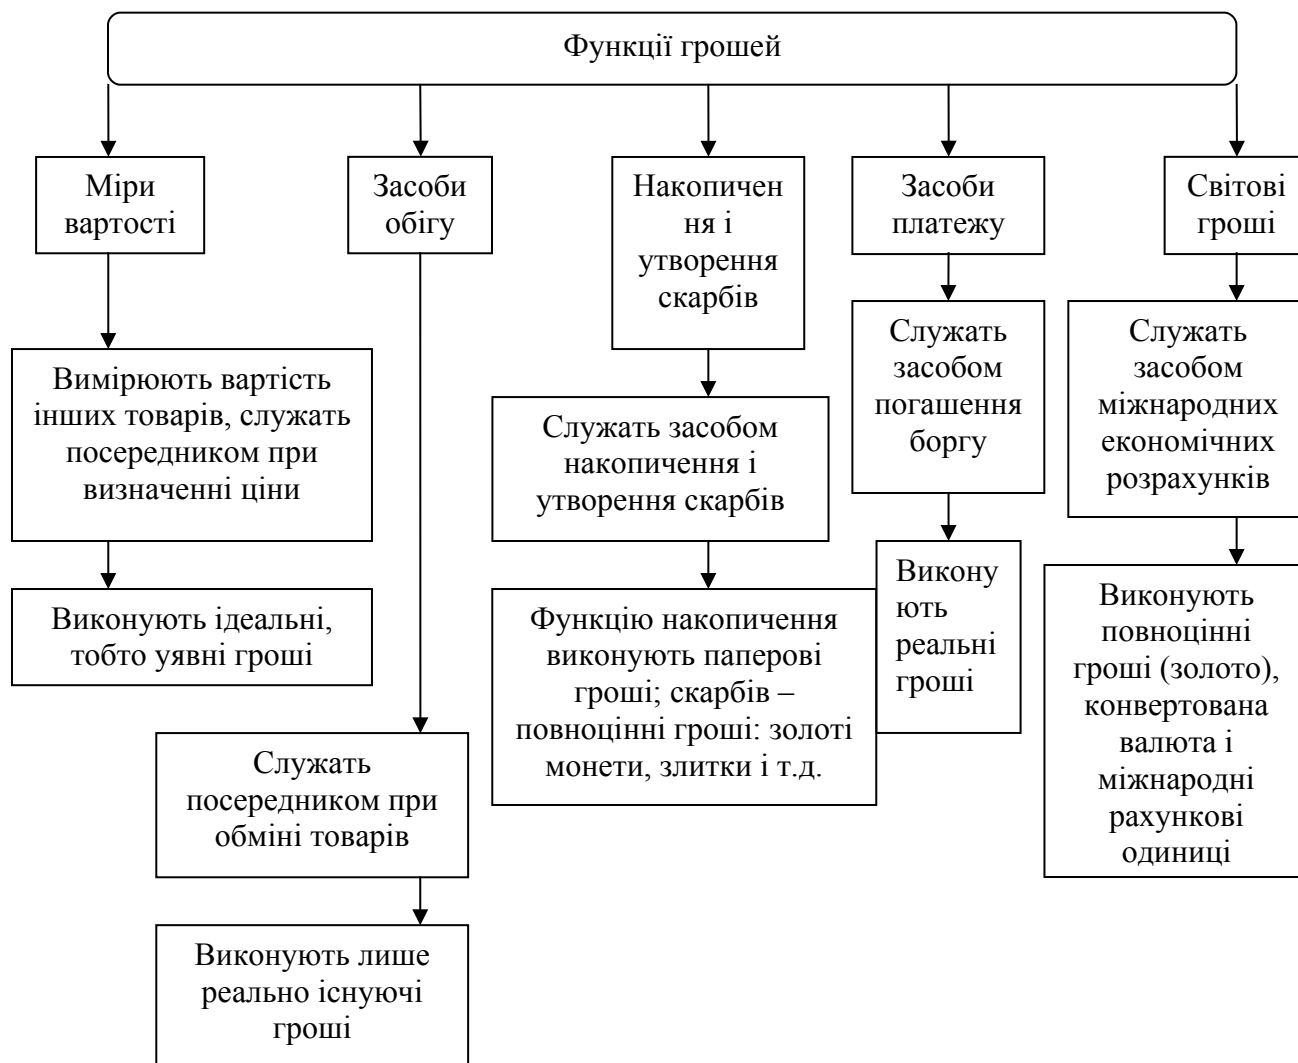 Функції грошей
Міри
вартості
Засоби
обігу
Накопичен
ня і
утворення
скарбів
Засоби
платежу
Світові
гроші
Вимірюють вартість
інших товарів, служать
посередником при
визначенні ціни
Служать засобом
накопичення і
утворення скарбів
Служать
засобом
погашення
боргу
Служать
засобом
міжнародних
економічних
розрахунків
Виконують ідеальні,
тобто уявні гроші
Функцію накопичення
виконують паперові
гроші; скарбів –
повноцінні гроші: золоті
монети, злитки і т.д.
Викону
ють
реальні
гроші
Виконують
повноцінні
гроші (золото),
конвертована
валюта і
міжнародні
рахункові
одиниці
Служать
посередником при
обміні товарів
Виконують лише
реально існуючі
гроші